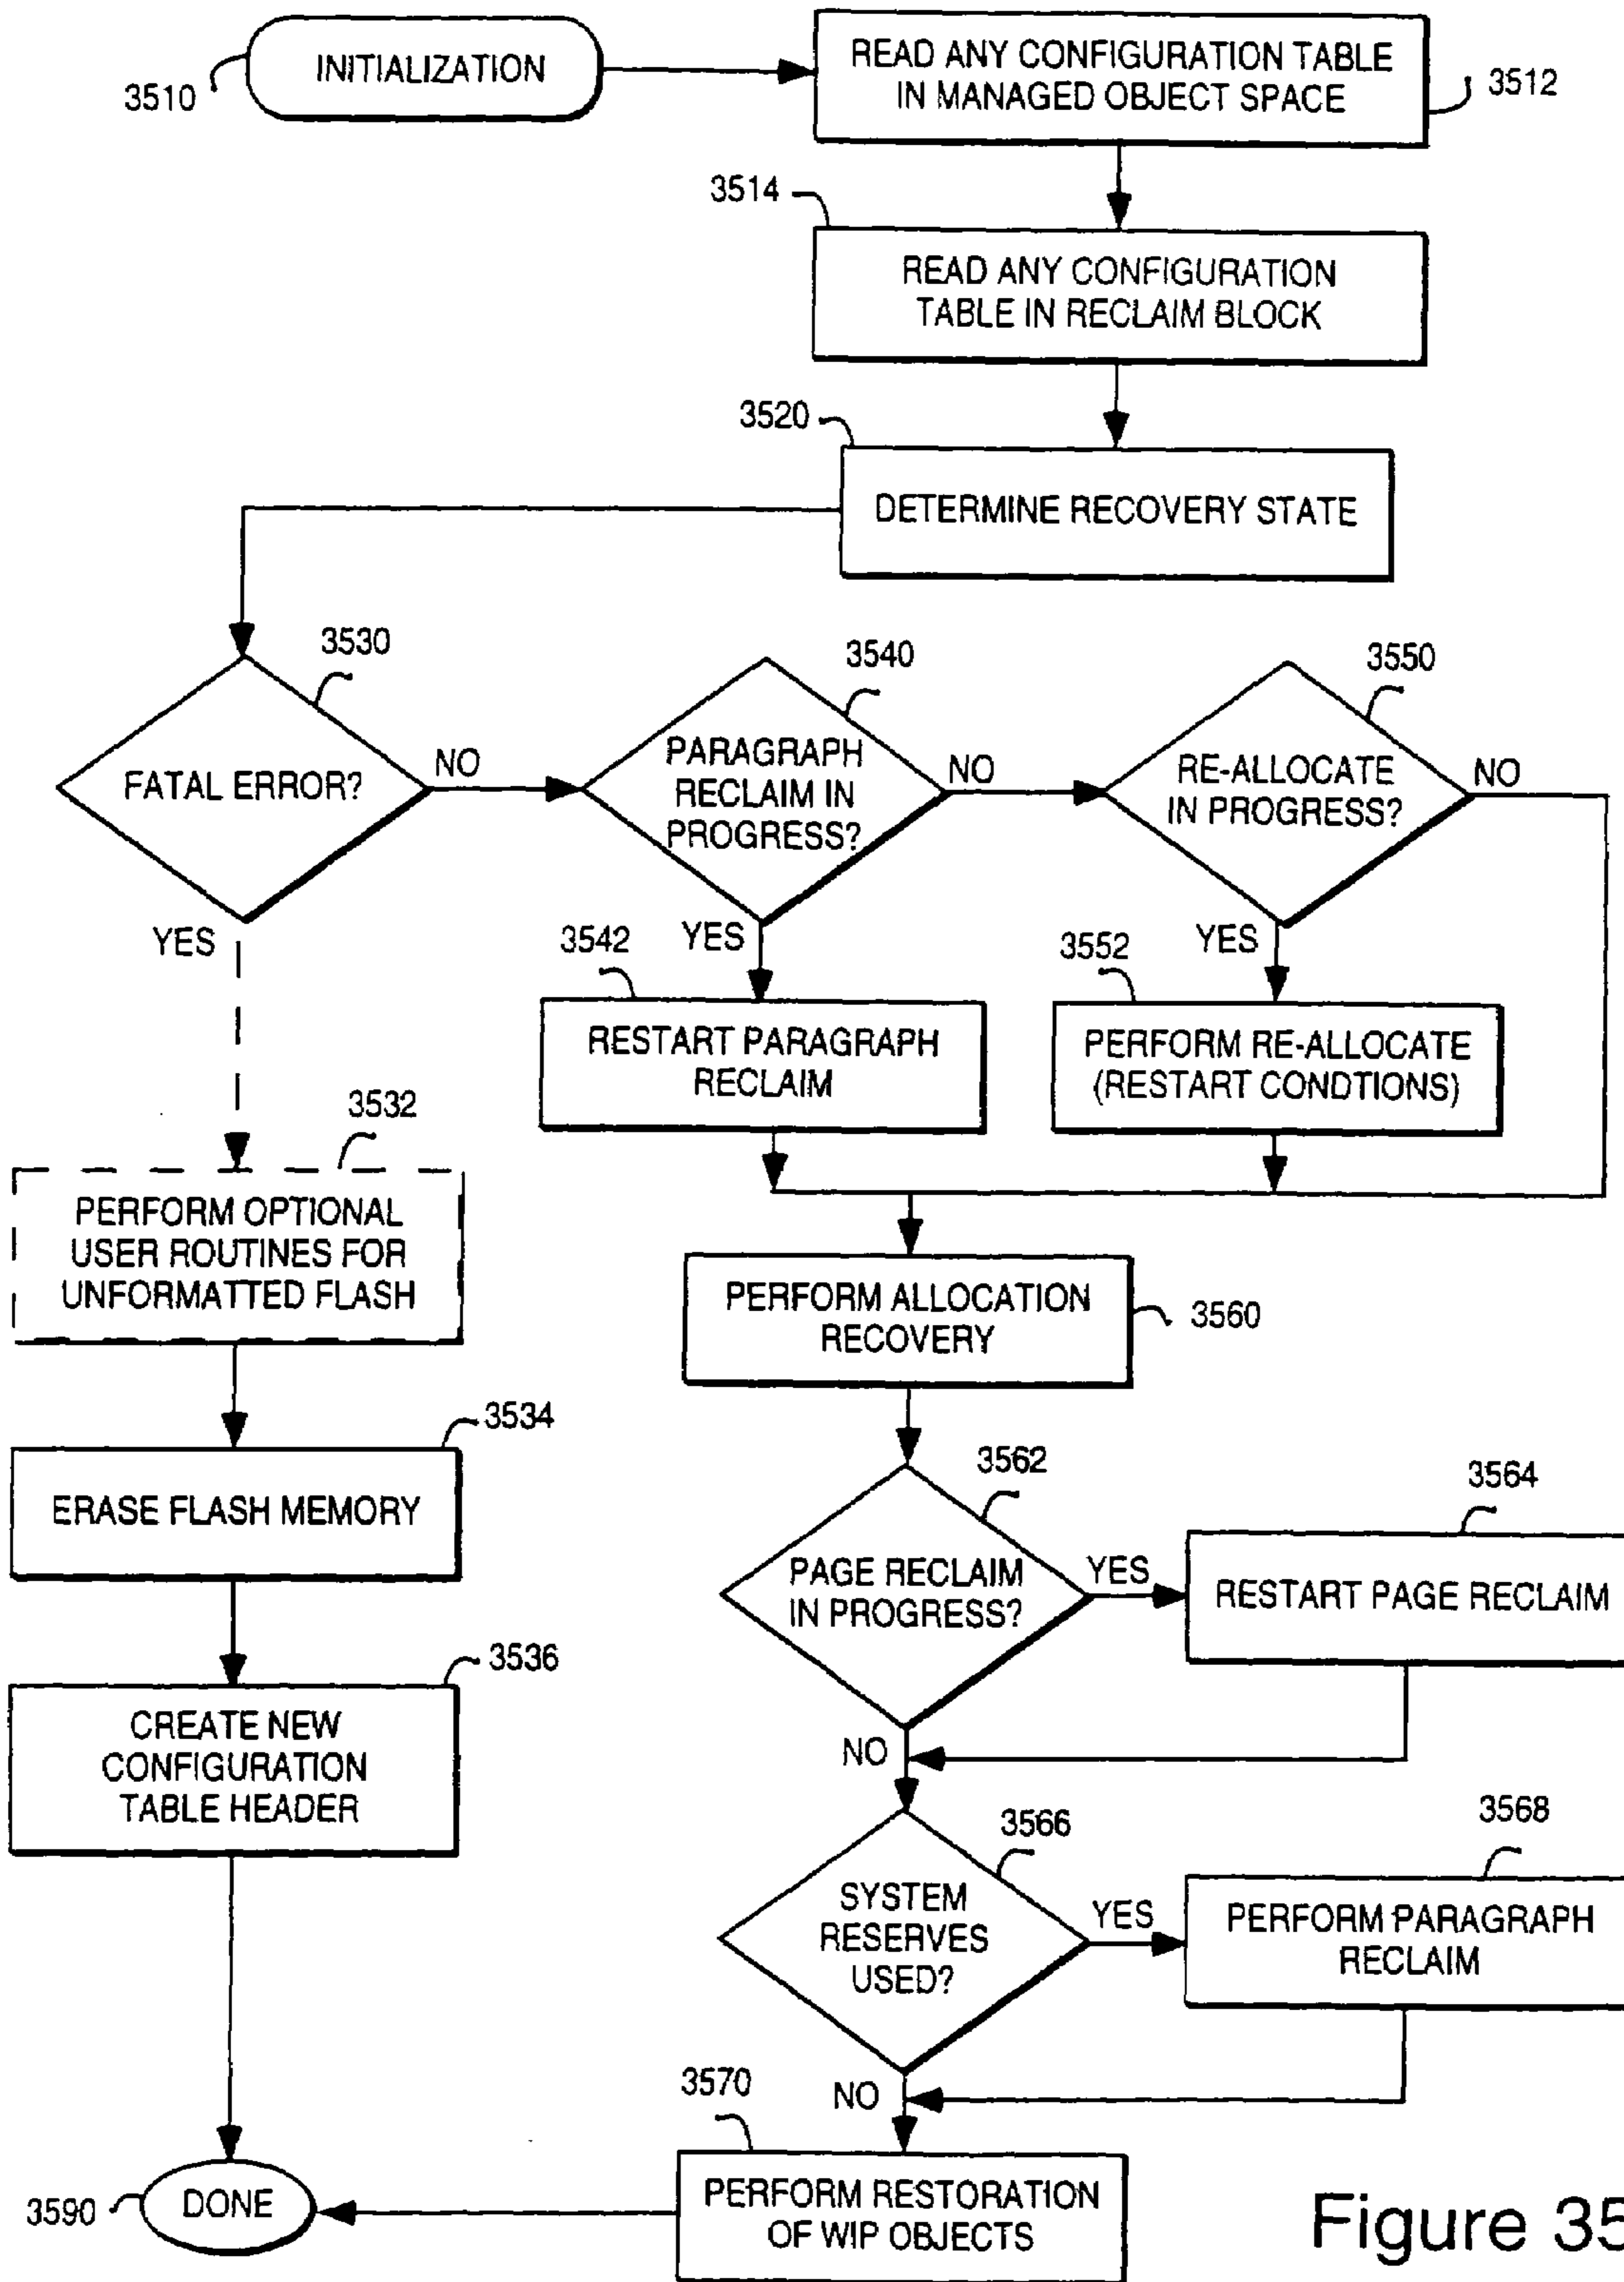 3510
INITIALIZATION
READ ANY CONFIGURATION TABLE
IN MANAGED OBJECT SPACE
3512
3514
READ ANY CONFIGURATION
TABLE IN RECLAIM BLOCK
3520
DETERMINE RECOVERY STATE
3530
FATAL ERROR?
NO
YES
3540
PARAGRAPH
RECLAIM IN
PROGRESS?
NO
YES
3550
RE-ALLOCATE
IN PROGRESS?
NO
YES
3542
RESTART PARAGRAPH
RECLAIM
3552
PERFORM RE-ALLOCATE
(RESTART CONDTIONS)
3532
PERFORM OPTIONAL
USER ROUTINES FOR
UNFORMATTED FLASH
3534
ERASE FLASH MEMORY
3536
CREATE NEW
CONFIGURATION
TABLE HEADER
PERFORM ALLOCATION
RECOVERY
3560
3562
PAGE RECLAIM
IN PROGRESS?
YES
NO
3564
RESTART PAGE RECLAIM
3566
SYSTEM
RESERVES
USED?
YES
NO
3568
PERFORM PARAGRAPH
RECLAIM
3570
PERFORM RESTORATION
OF WIP OBJECTS
3590
DONE
Figure 35